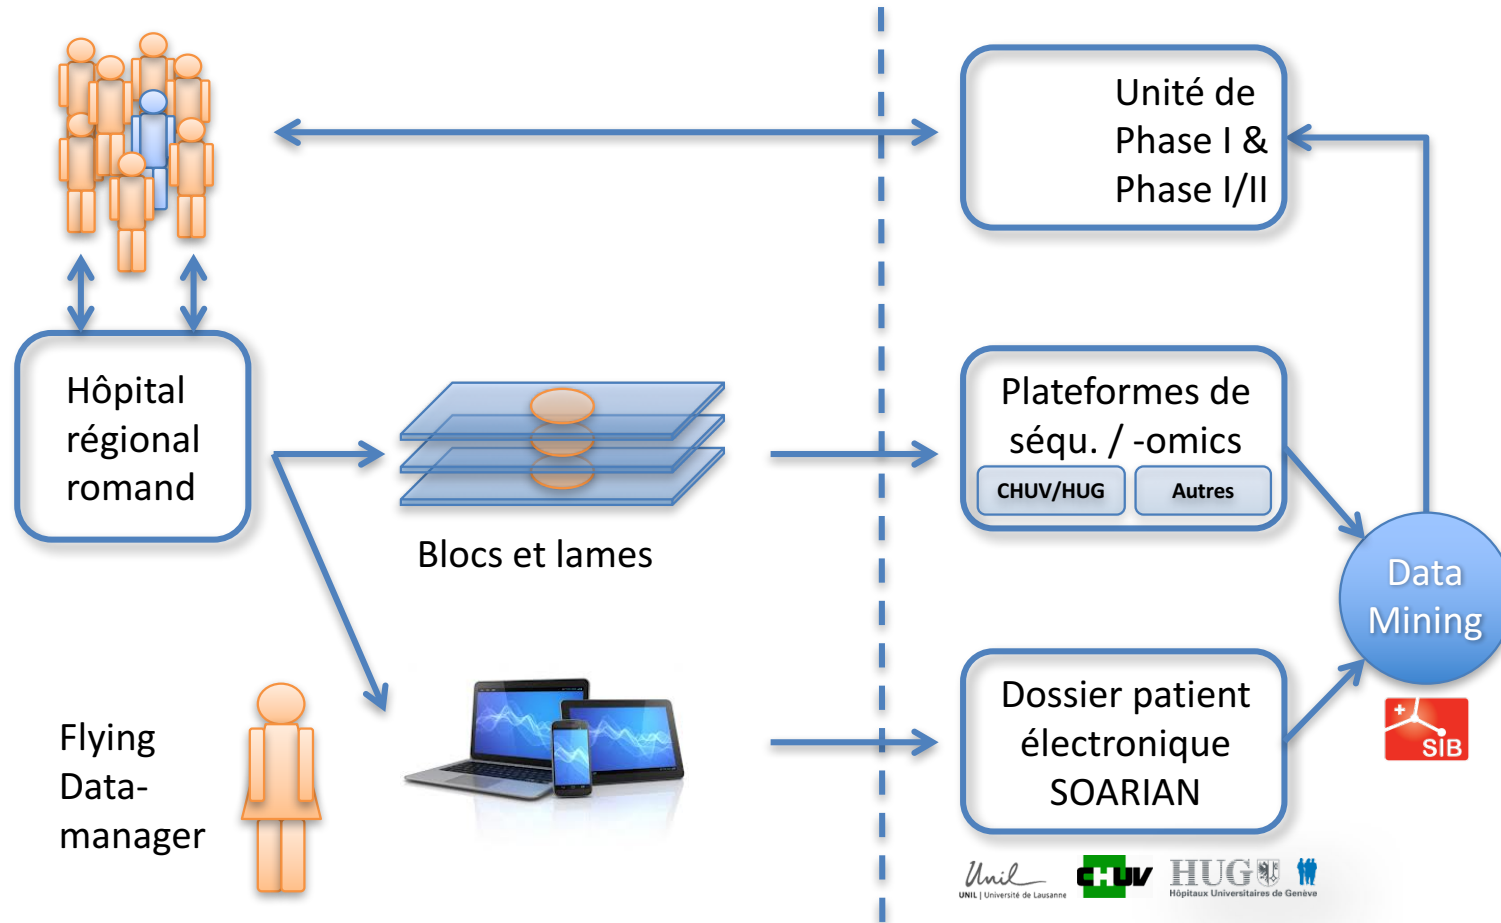 Unité de
Phase I &
Phase I/II
Hôpital
régional
romand
Plateformes de
séqu. / -omics
CHUV/HUG
Autres
Blocs et lames
Data
Mining
Flying
Data-
manager
Dossier patient
électronique
SOARIAN
SIB
Unil
UNIL | Université de Lausanne
CHUV
HUG
Hôpitaux Universitaires de Genève